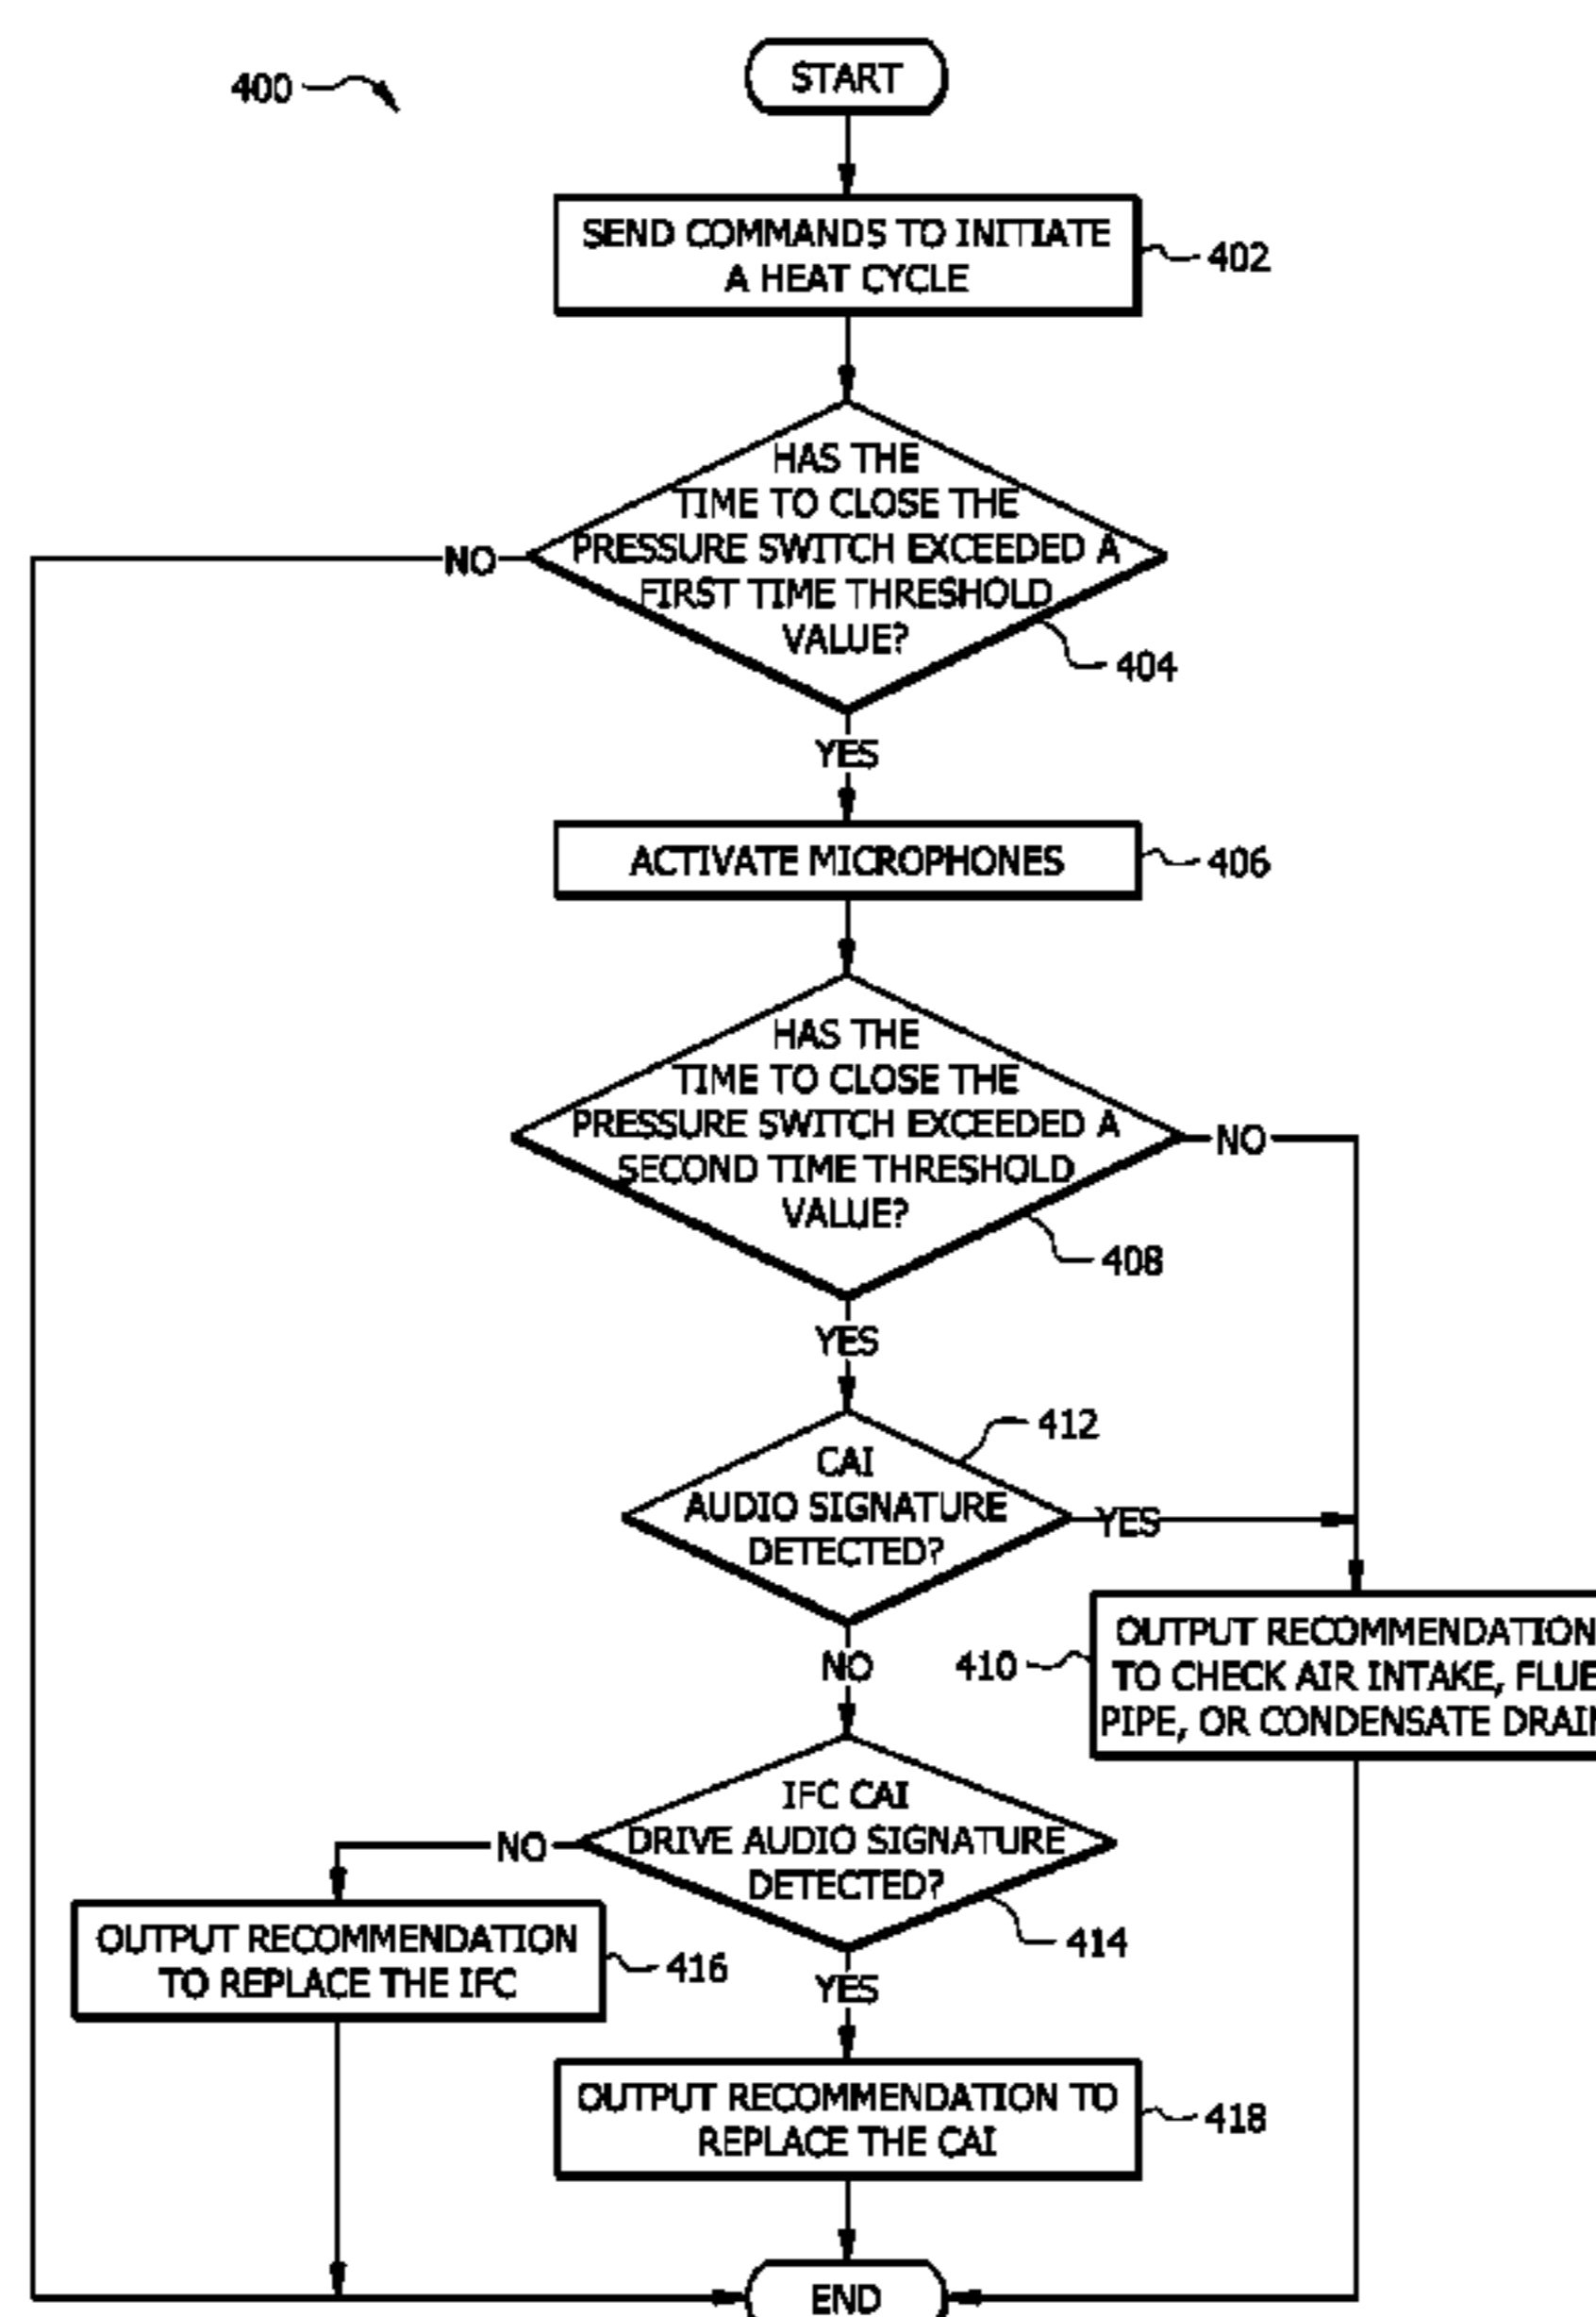 400
START
SEND COMMANDS TO INITIATE
A HEAT CYCLE
402
HAS THE
TIME TO CLOSE THE
PRESSURE SWITCH EXCEEDED A
FIRST TIME THRESHOLD
VALUE?
404
NO
YES
ACTIVATE MICROPHONES
406
HAS THE
TIME TO CLOSE THE
PRESSURE SWITCH EXCEEDED A
SECOND TIME THRESHOLD
VALUE?
408
NO
YES
CAI
AUDIO SIGNATURE
DETECTED?
412
YES
NO
OUTPUT RECOMMENDATION
TO CHECK AIR INTAKE, FLUE
PIPE, OR CONDENSATE DRAIN
410
IFC CAI
DRIVE AUDIO SIGNATURE
DETECTED?
414
NO
YES
OUTPUT RECOMMENDATION
TO REPLACE THE IFC
416
OUTPUT RECOMMENDATION TO
REPLACE THE CAI
418
END